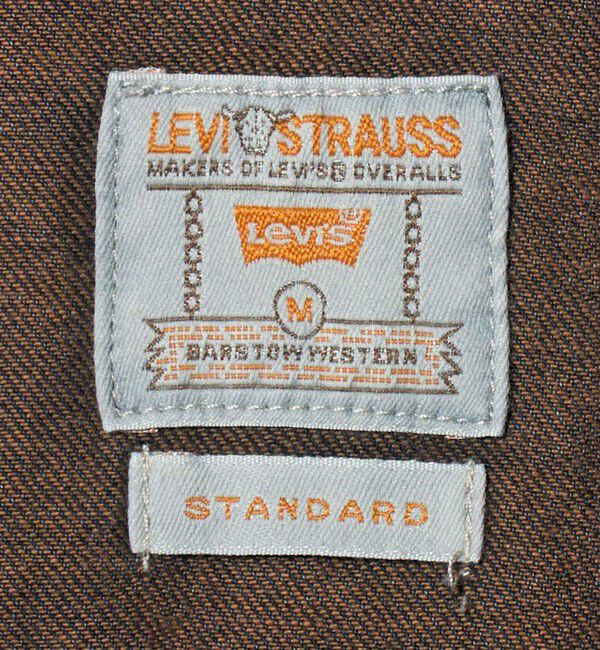 LEVI STRAUSS
MAKERS OF LEVI'S® OVERALLS
Levi's®
M
BARSTOW WESTERN
STANDARD